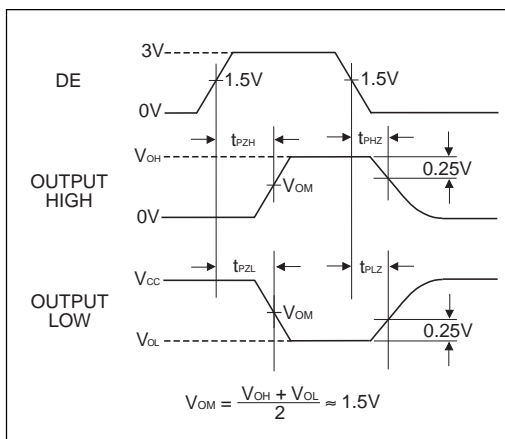 3V
DE
1.5V
1.5V
0V
tPZH
tPHZ
VOH
0.25V
OUTPUT
HIGH
VOM
0V
tPZL
tPLZ
VCC
OUTPUT
LOW
VOM
0.25V
VOL
VOM = VOH + VOL / 2 ≈ 1.5V